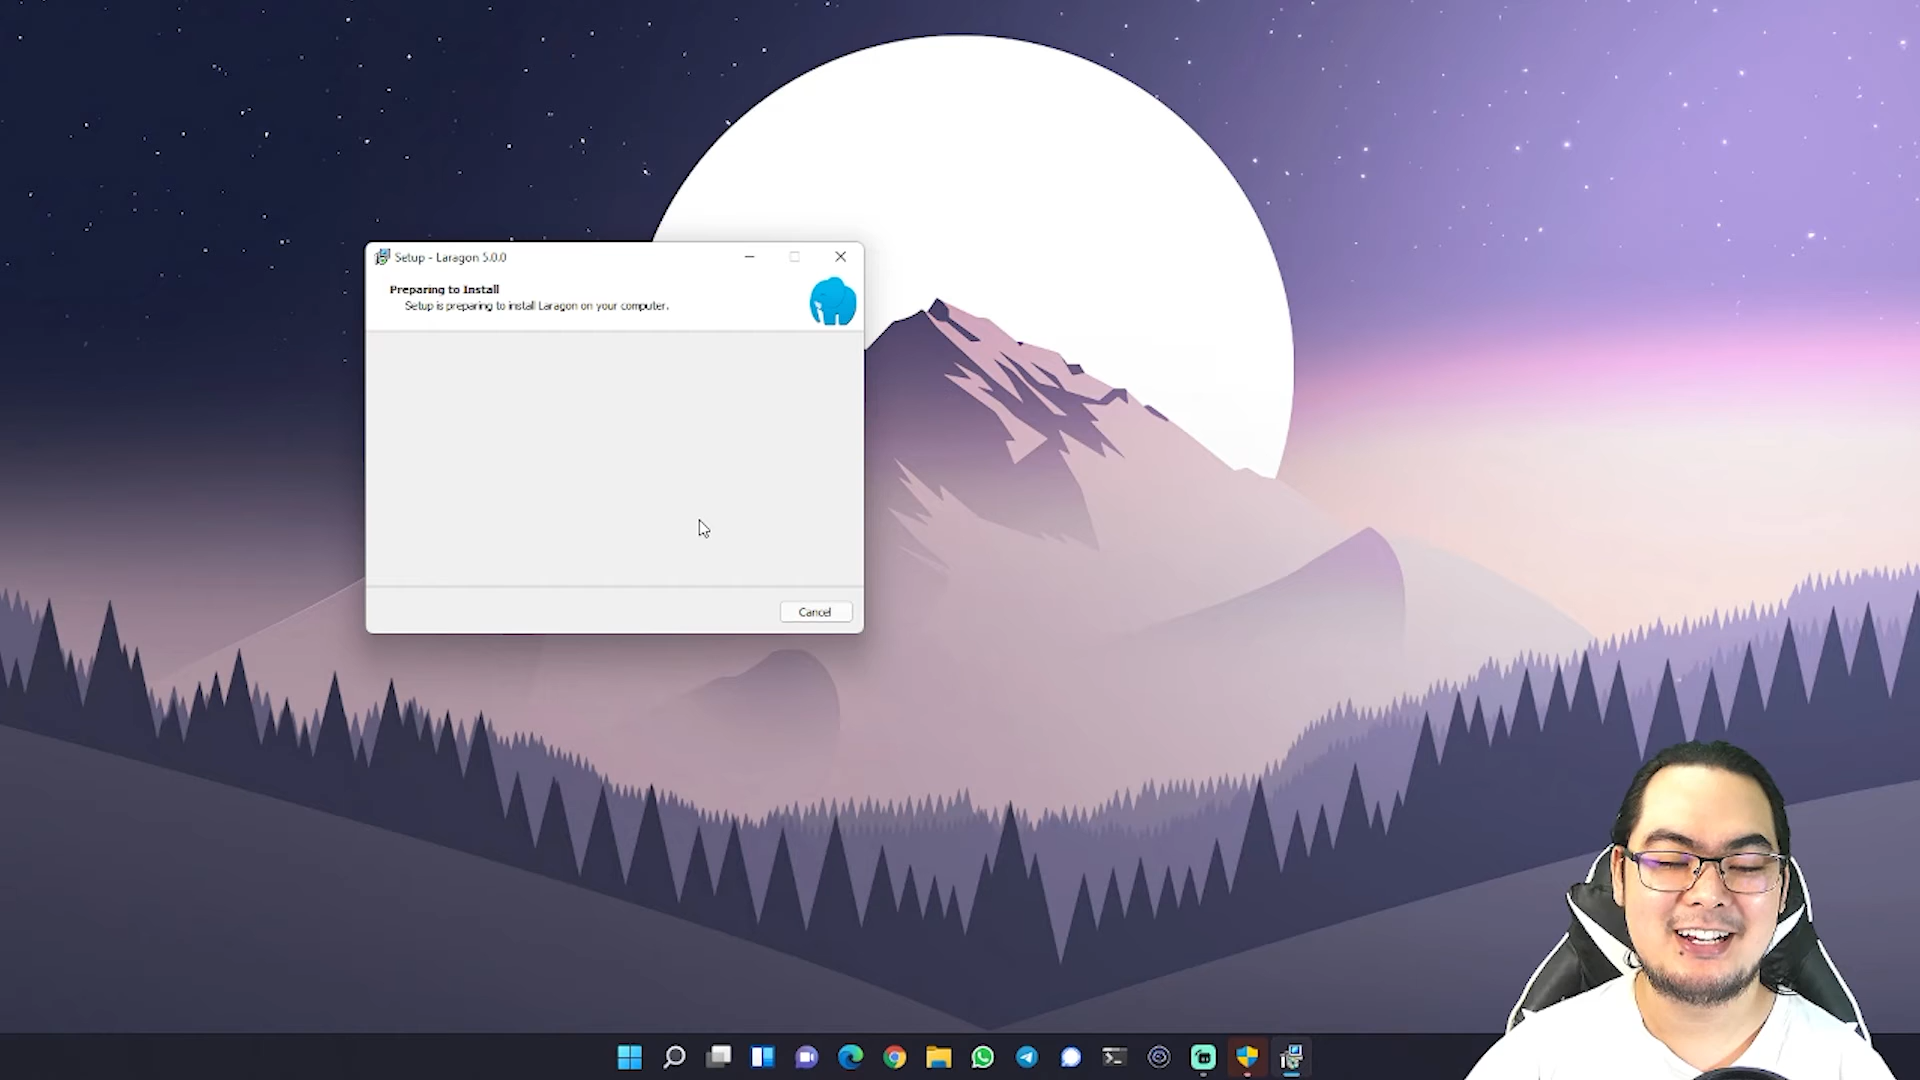 Setup - Laragon 5.0.0
Preparing to Install
Setup is preparing to install Laragon on your computer.
Cancel